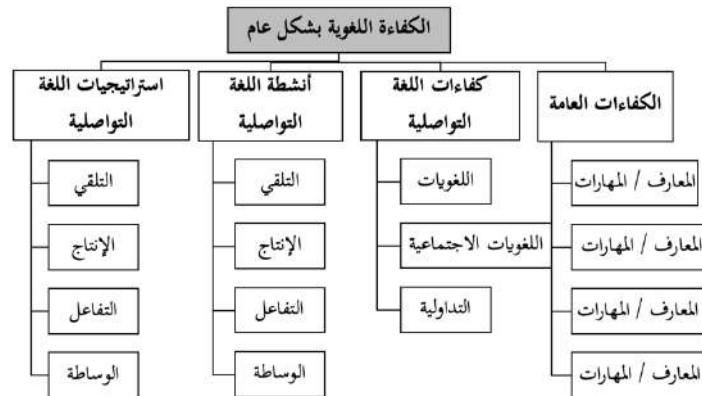 الكفاءة اللغوية بشكل عام
الكفاءات العامة
المعارف / المهارات
المعارف / المهارات
المعارف / المهارات
المعارف / المهارات
كفاءات اللغة
التواصلية
اللغويات
اللغويات الاجتماعية
التداولية
أنشطة اللغة
التواصلية
التلقي
الإنتاج
التفاعل
الوساطة
استراتيجيات اللغة
التواصلية
التلقي
الإنتاج
التفاعل
الوساطة